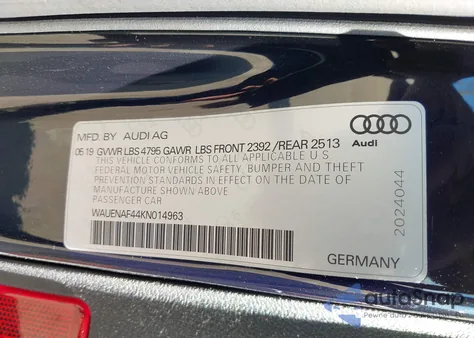 MFD. BY AUDI AG
05 19 GVWR LBS 4795 GAWR LBS FRONT 2392 /REAR 2513
THIS VEHICLE CONFORMS TO ALL APPLICABLE U S
FEDERAL MOTOR VEHICLE SAFETY, BUMPER AND THEFT
PREVENTION STANDARDS IN EFFECT ON THE DATE OF
MANUFACTURE SHOWN ABOVE.
PASSENGER CAR
WAUENAF44KN014963
Audi
2024044
GERMANY
autoSnap